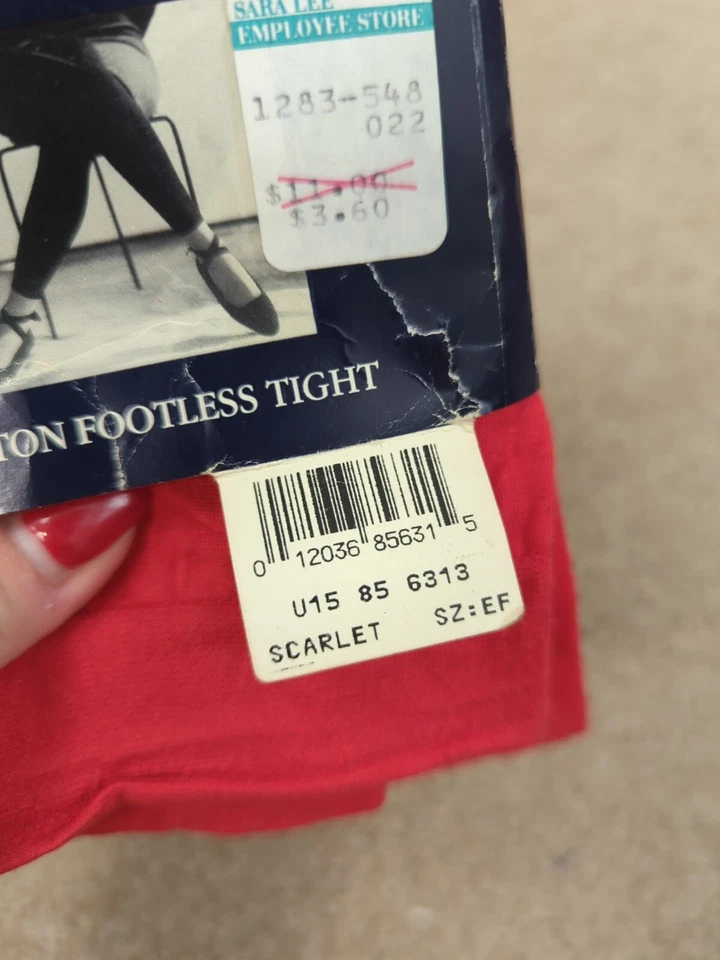 SARA LEE
EMPLOYEE STORE
1283-548
022
$11.00
$3.60
TON FOOTLESS TIGHT
0 12036 85631 5
U15 85 6313
SCARLET SZ:EF